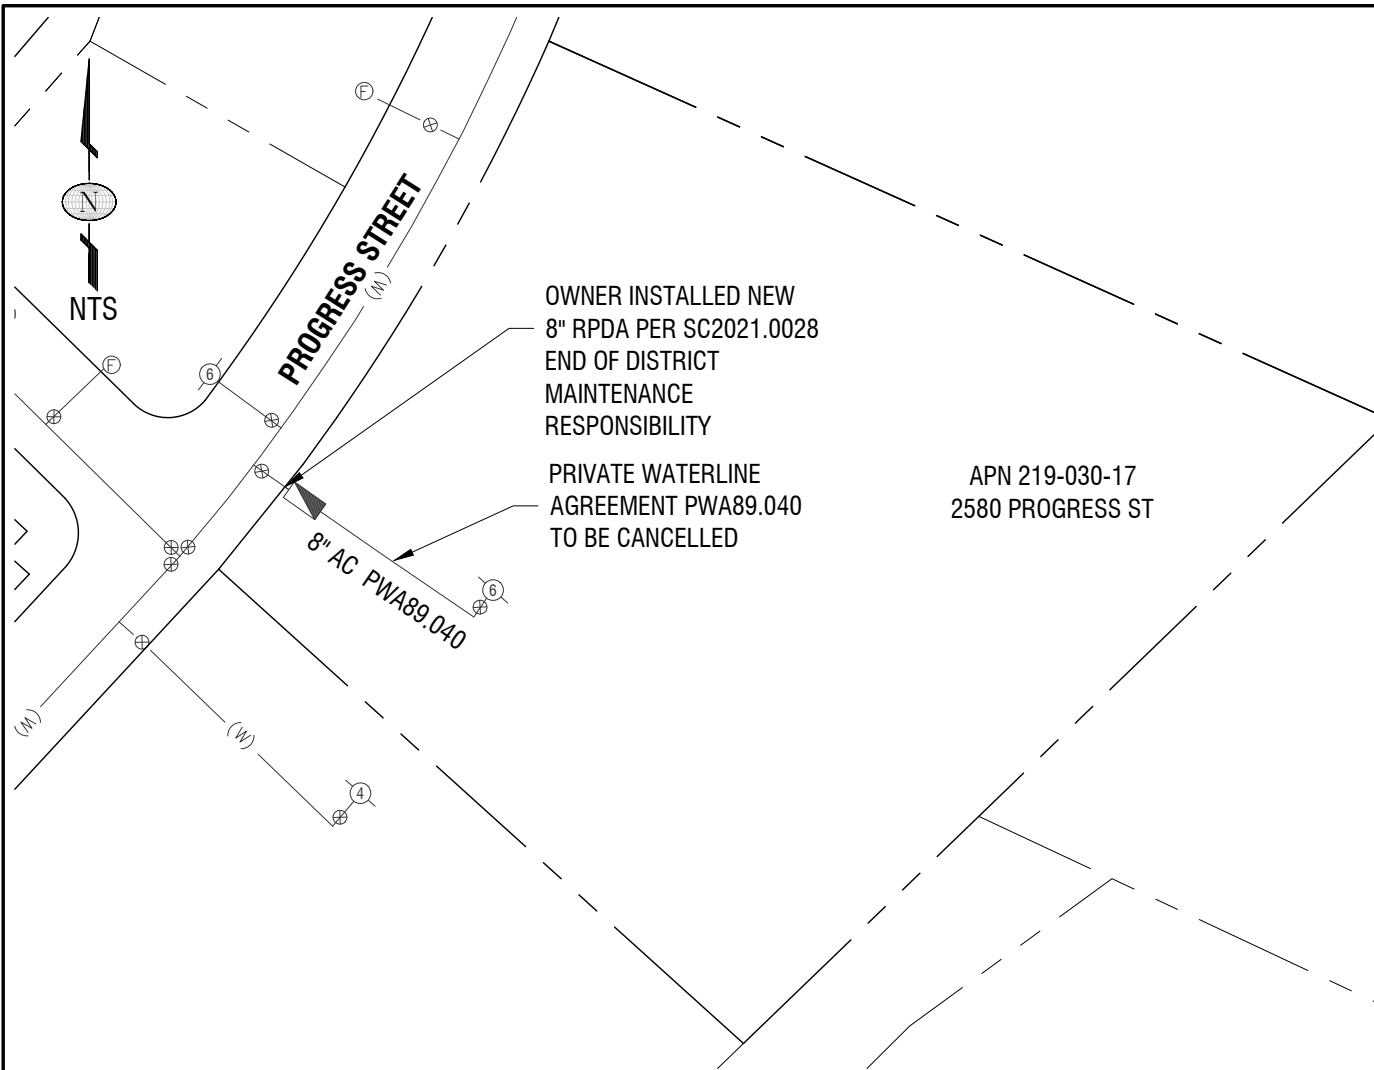 F
N
NTS
PROGRESS STREET
(W)
OWNER INSTALLED NEW
8" RPDA PER SC2021.0028
END OF DISTRICT
MAINTENANCE
RESPONSIBILITY
F
6
PRIVATE WATERLINE
AGREEMENT PWA89.040
TO BE CANCELLED
APN 219-030-17
2580 PROGRESS ST
8" AC PWA89.040
6
(W)
(W)
4